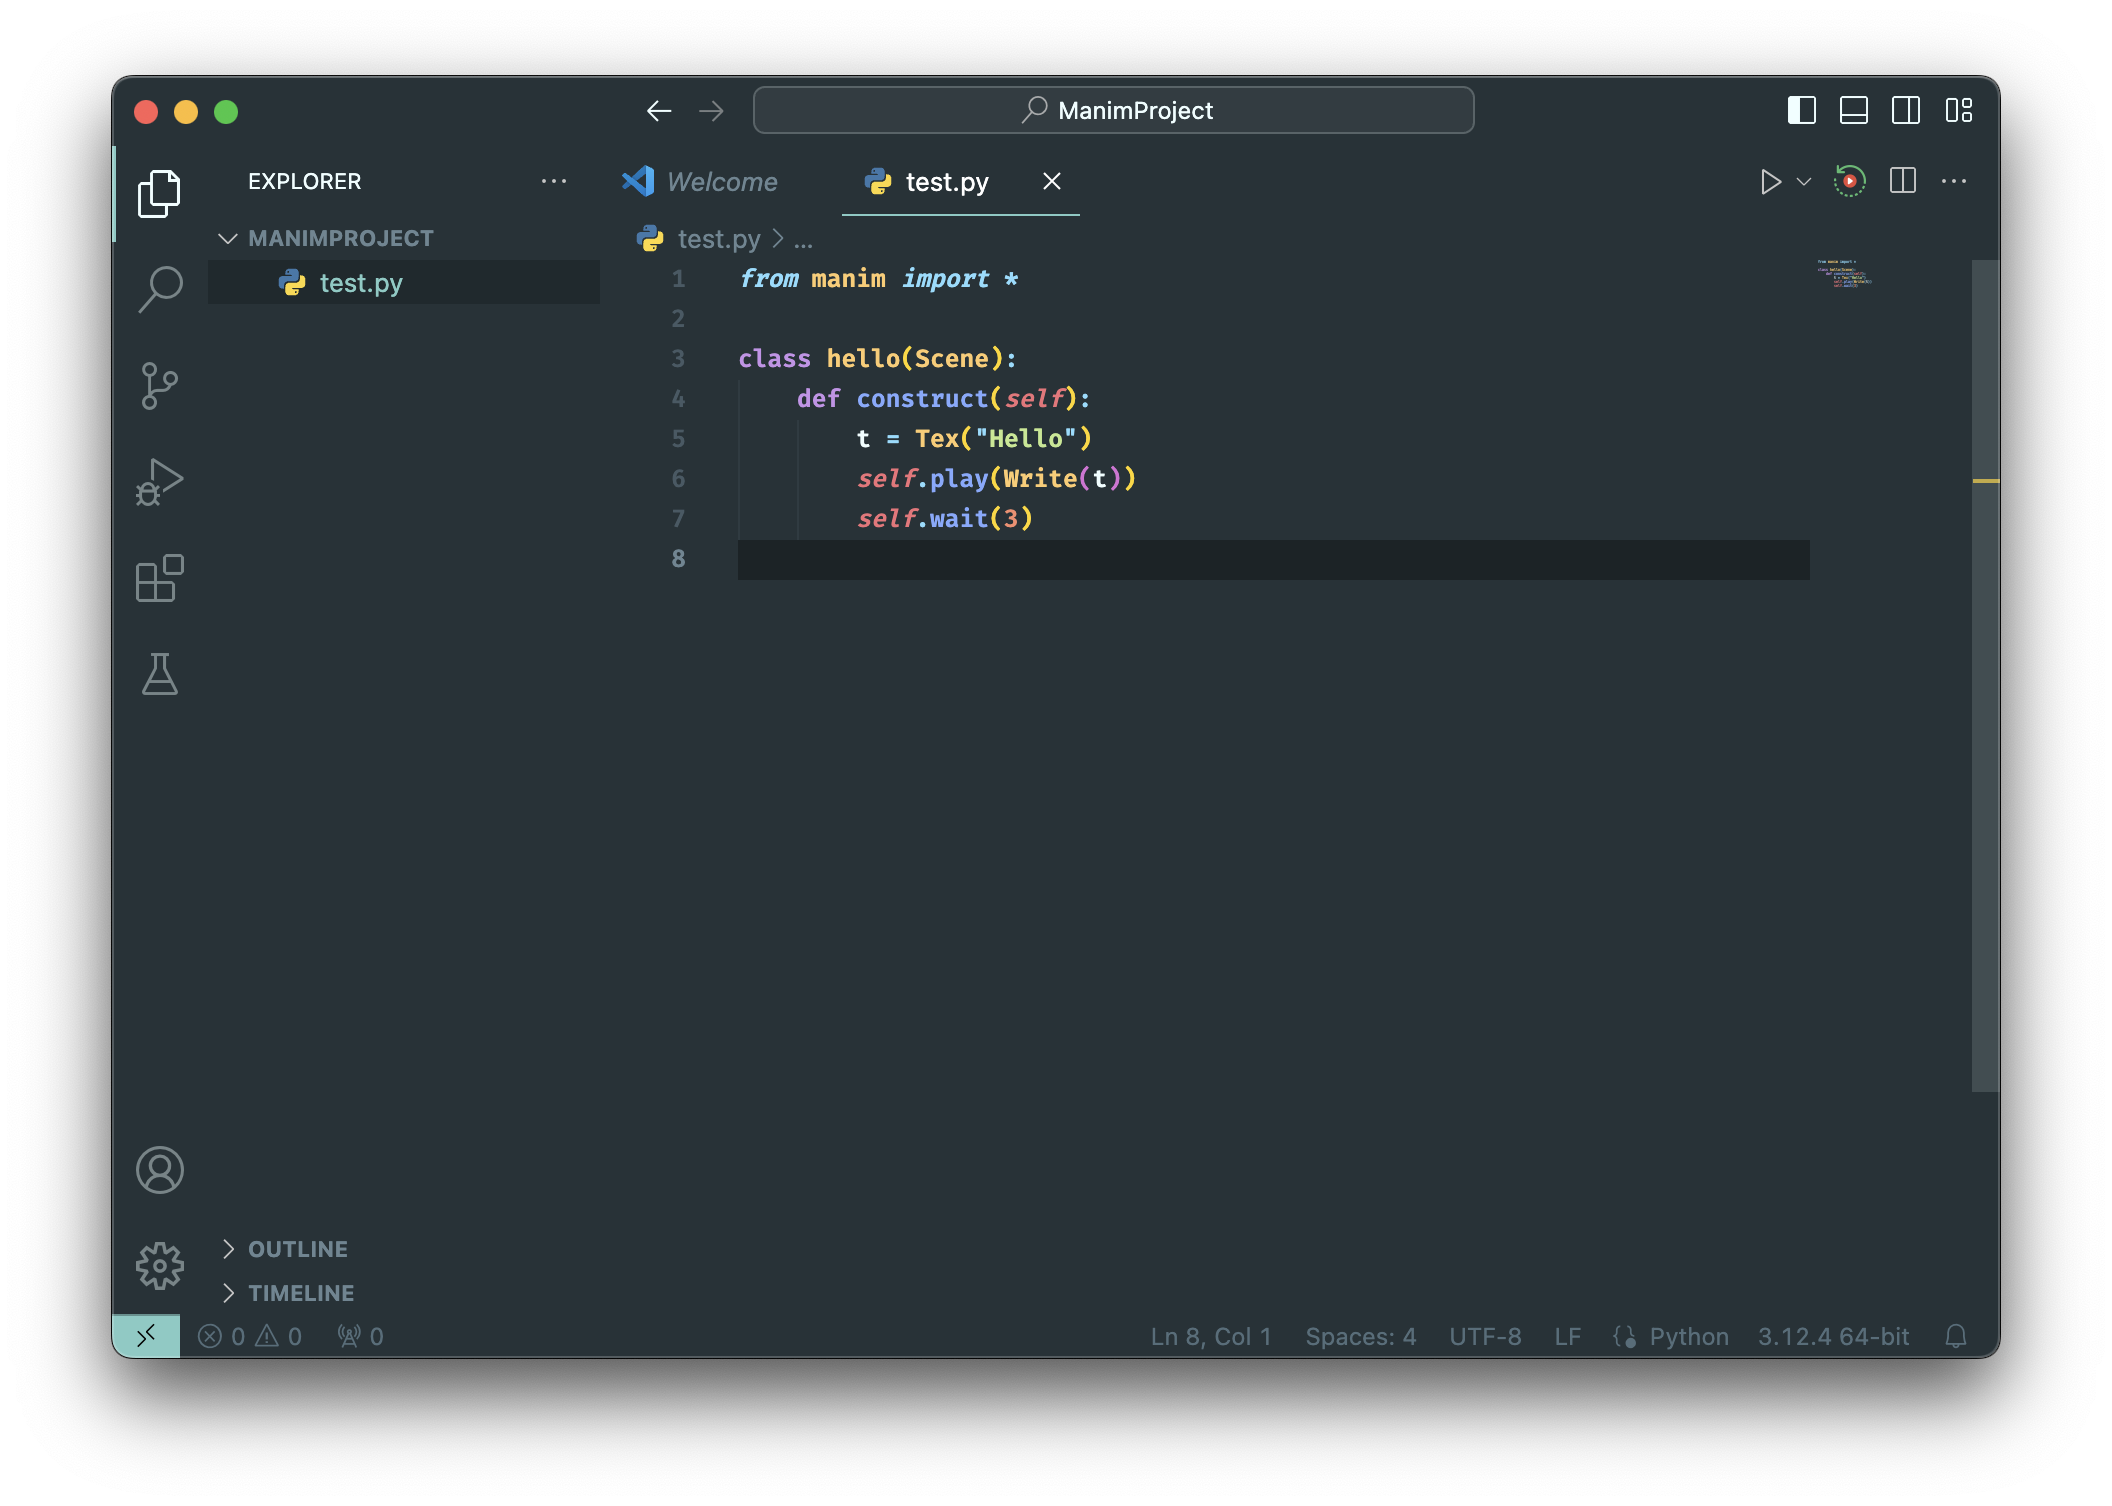 ManimProject
EXPLORER
Welcome
test.py
MANIMPROJECT
test.py
test.py > ...
1 from manim import *
2
3 class hello(Scene):
4     def construct(self):
5         t = Tex("Hello")
6         self.play(Write(t))
7         self.wait(3)
8
OUTLINE
TIMELINE
0 0 0 Ln 8, Col 1 Spaces: 4 UTF-8 LF Python 3.12.4 64-bit